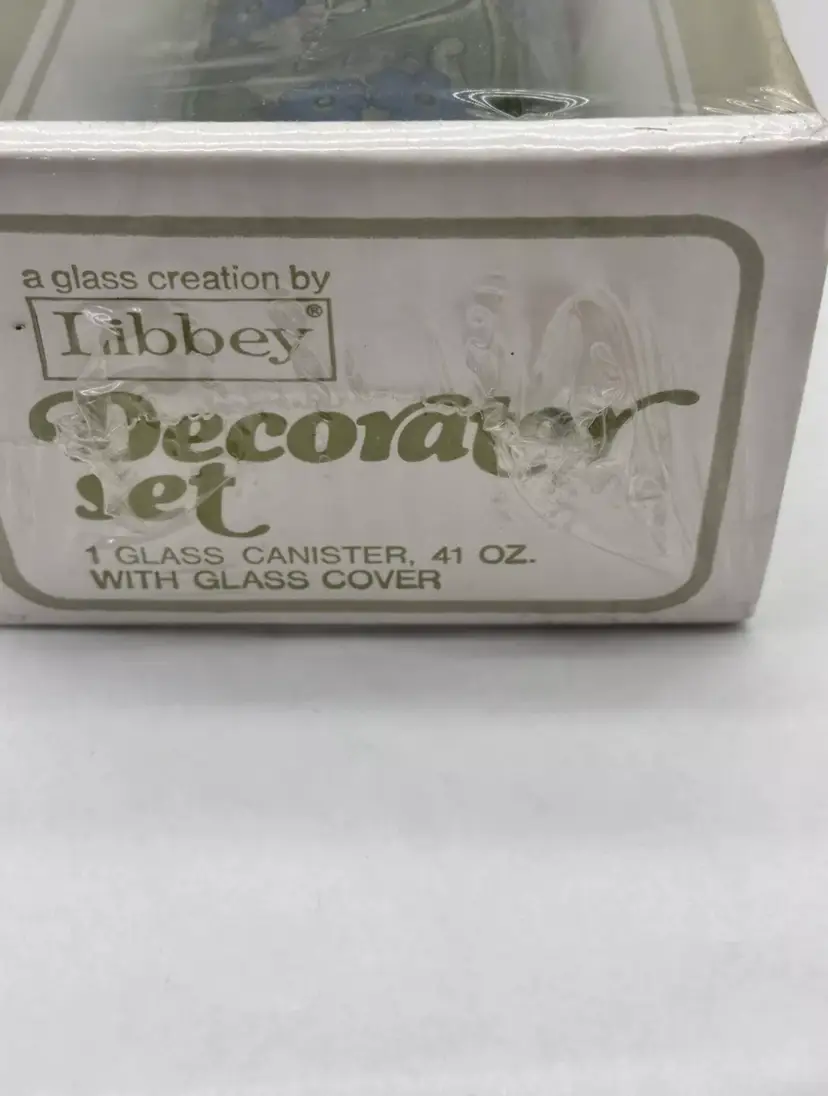 a glass creation by
Libbey®
Decorator
set
1 GLASS CANISTER, 41 OZ.
WITH GLASS COVER